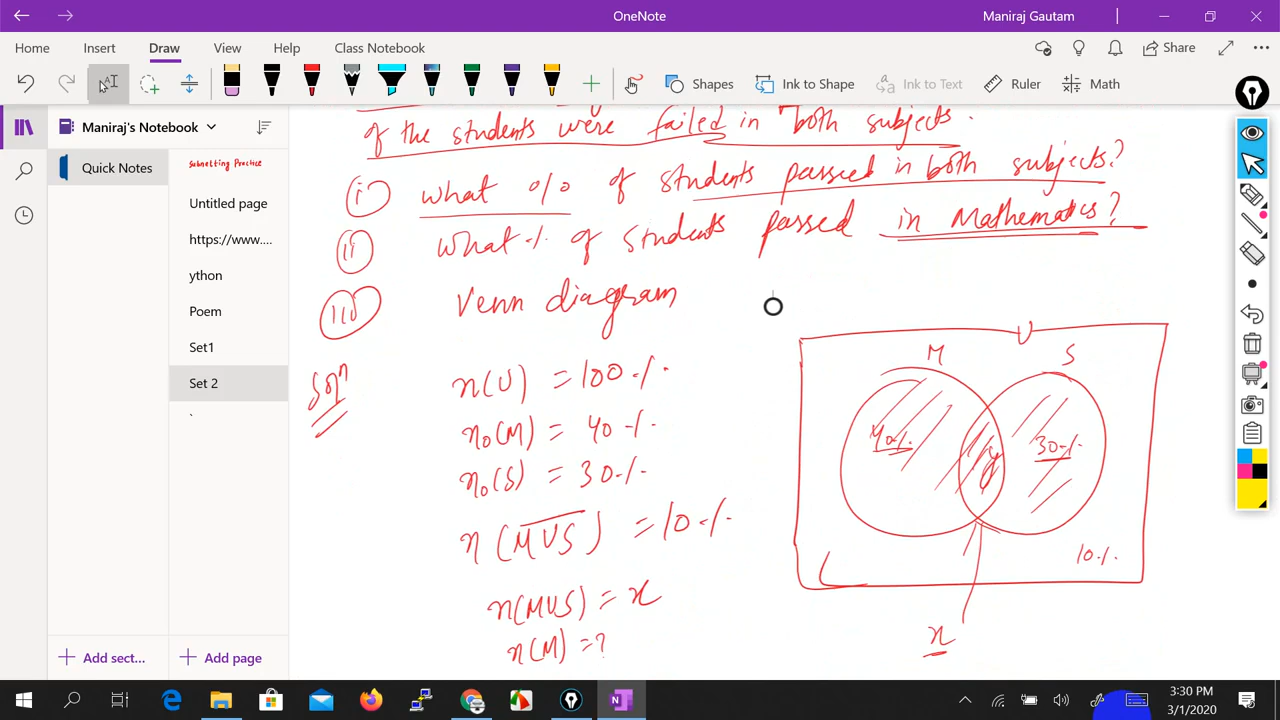 OneNote
Maniraj Gautam
Home Insert Draw View Help Class Notebook Share
Shapes Ink to Shape Ink to Text Ruler Math
Maniraj's Notebook
Quick Notes
Subnetting Practice
Untitled page
https://www....
ython
Poem
Set1
Set 2
`
Add sect...
Add page
of the students were failed in both subjects.
(i) what % of students passed in both subjects?
(ii) what % of students passed in Mathematics?
(iii) Venn diagram
Solⁿ
n(U) = 100 %
n₀(M) = 40 %
n₀(S) = 30 %
n(M̅U̅S̅) = 10 %
n(MUS) = x
n(M) = ?
U
M S
40% 30%
10%
x
3:30 PM
3/1/2020